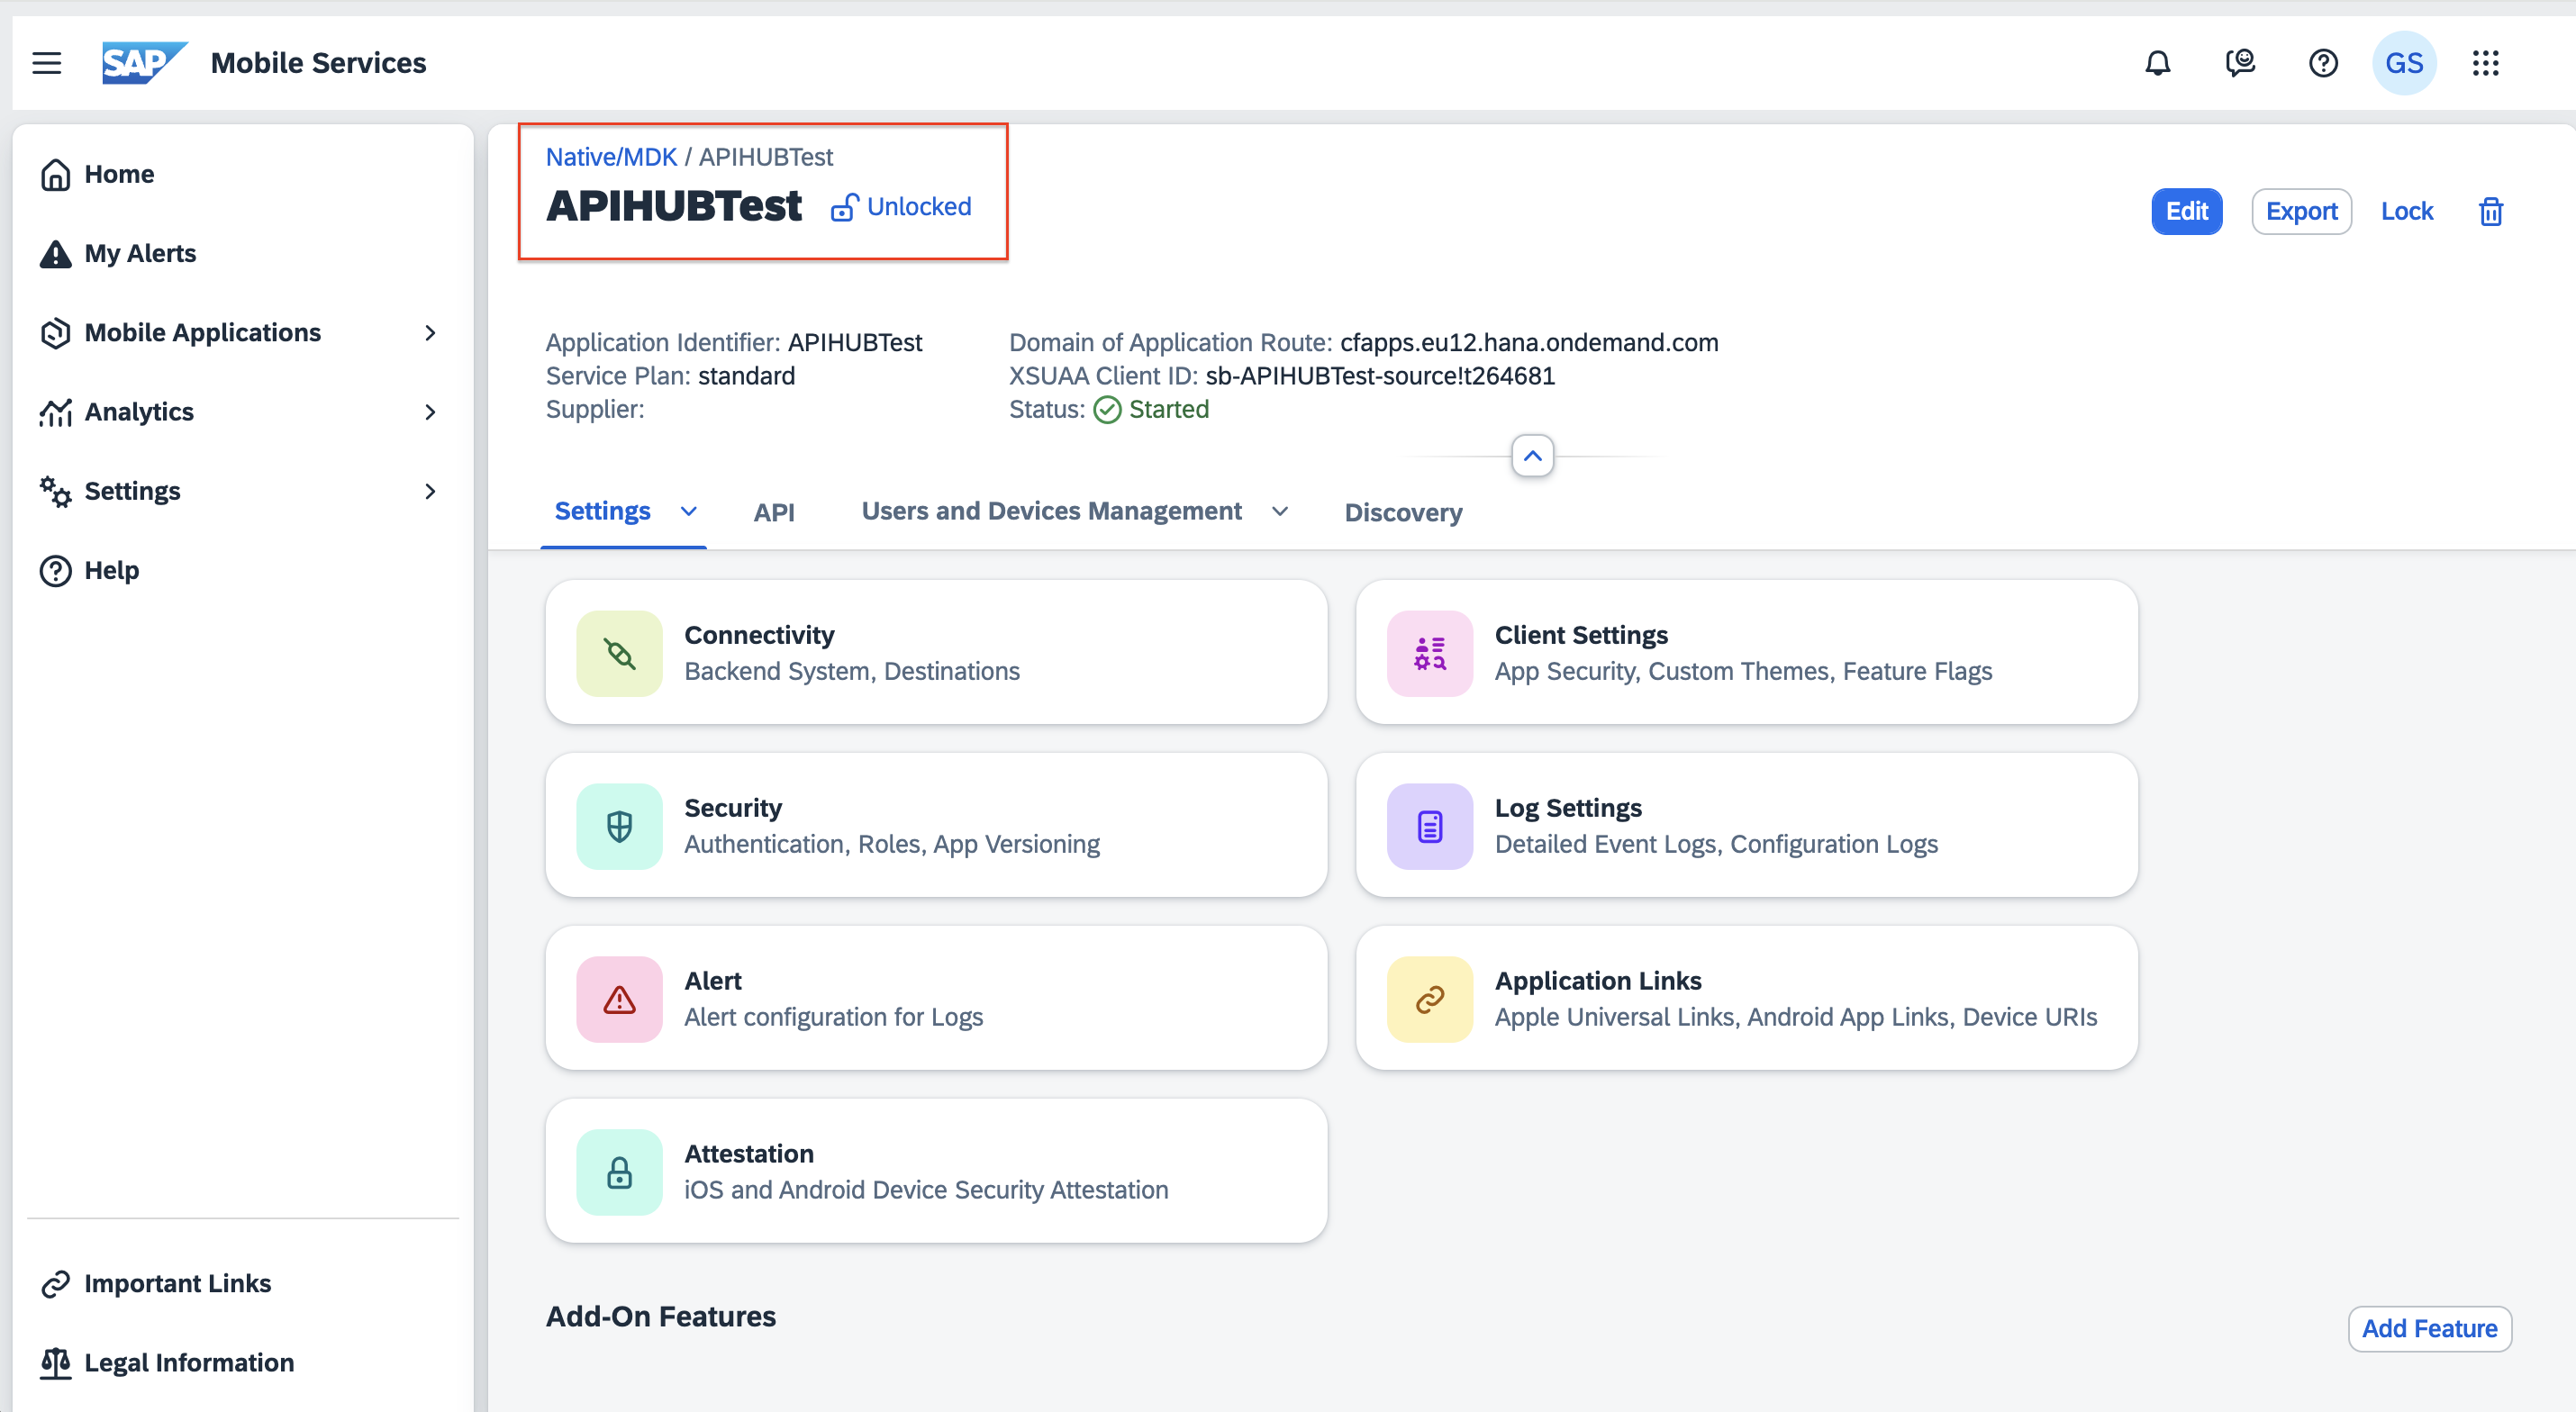 SAP
Mobile Services
GS
Home
My Alerts
Mobile Applications
Analytics
Settings
Help
Important Links
Legal Information
Native/MDK / APIHUBTest
APIHUBTest Unlocked
Edit Export Lock
Application Identifier: APIHUBTest
Service Plan: standard
Supplier:
Domain of Application Route: cfapps.eu12.hana.ondemand.com
XSUAA Client ID: sb-APIHUBTest-source!t264681
Status: Started
Settings API Users and Devices Management Discovery
Connectivity
Backend System, Destinations
Client Settings
App Security, Custom Themes, Feature Flags
Security
Authentication, Roles, App Versioning
Log Settings
Detailed Event Logs, Configuration Logs
Alert
Alert configuration for Logs
Application Links
Apple Universal Links, Android App Links, Device URIs
Attestation
iOS and Android Device Security Attestation
Add-On Features
Add Feature